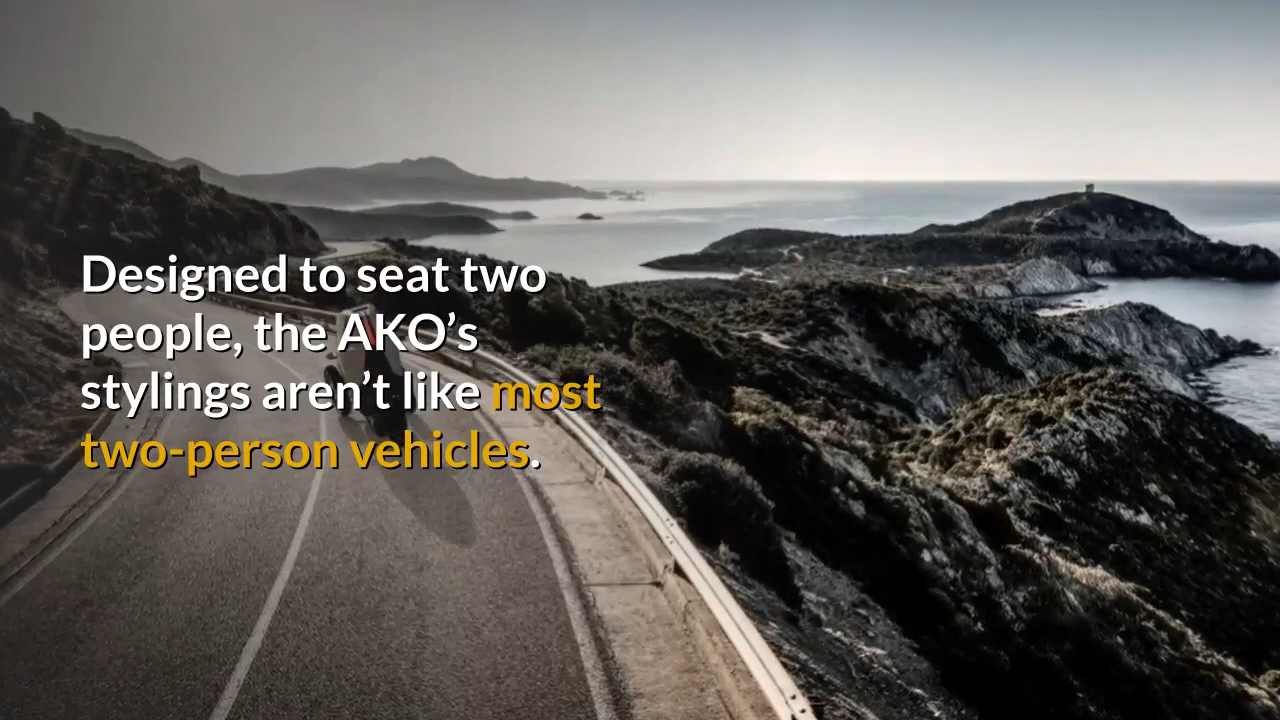 Designed to seat two
people, the AKO’s
stylings aren’t like most
two-person vehicles.